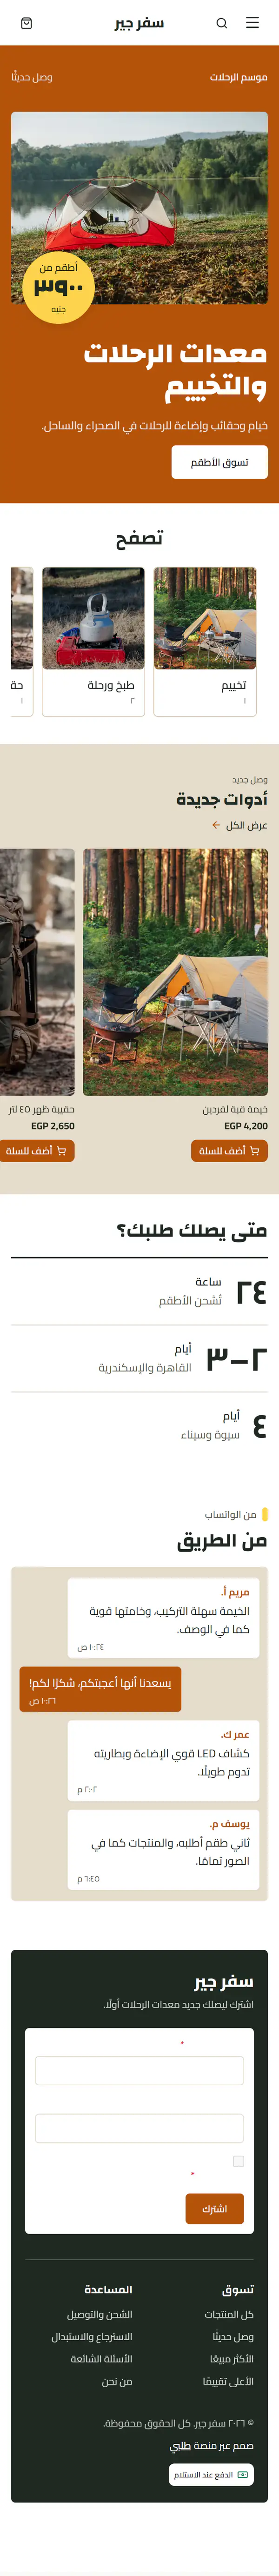 سفر جير
موسم الرحلات
وصل حديثًا
أطقم من
٣٩٠٠
جنيه
معدات الرحلات
والتخييم
خيام وحقائب وإضاءة للرحلات في الصحراء والساحل.
تسوق الأطقم
تصفح
تخييم
١
طبخ ورحلة
٢
حق
١
وصل جديد
أدوات جديدة
عرض الكل
خيمة قبة لفردين
EGP 4,200
أضف للسلة
حقيبة ظهر ٤٥ لتر
EGP 2,650
أضف للسلة
متى يصلك طلبك؟
٢٤
ساعة
تُشحن الأطقم
٢–٣
أيام
القاهرة والإسكندرية
٤
أيام
سيوة وسيناء
من الواتساب
من الطريق
مريم أ.
الخيمة سهلة التركيب، وخامتها قوية
كما في الوصف.
١٠:٢٤ ص
يسعدنا أنها أعجبتكم، شكرًا لكم!
١٠:٢٦ ص
عمر ك.
كشاف LED قوي الإضاءة وبطاريته
تدوم طويلًا.
٢:٠٢ م
يوسف م.
ثاني طقم أطلبه، والمنتجات كما في
الصور تمامًا.
٦:٤٥ م
سفر جير
اشترك ليصلك جديد معدات الرحلات أولًا.
*
*
اشترك
تسوق
كل المنتجات
وصل حديثًا
الأكثر مبيعًا
الأعلى تقييمًا
المساعدة
الشحن والتوصيل
الاسترجاع والاستبدال
الأسئلة الشائعة
من نحن
© ٢٠٢٦ سفر جير. كل الحقوق محفوظة.
صمم عبر منصة طلبي
الدفع عند الاستلام